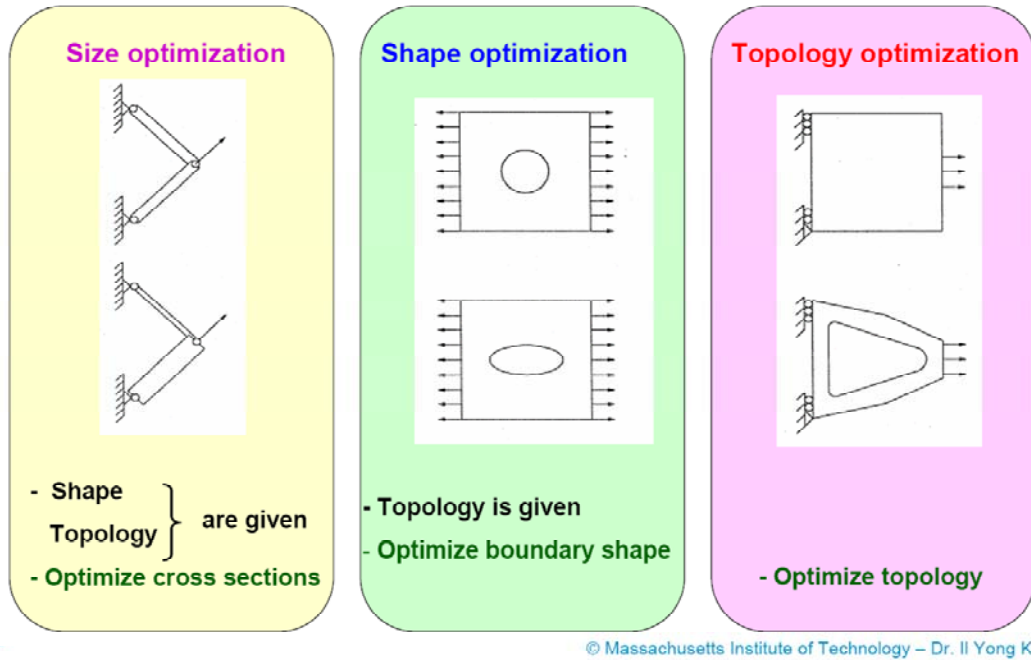 Size optimization
- Shape
Topology
are given
- Optimize cross sections
Shape optimization
- Topology is given
- Optimize boundary shape
Topology optimization
- Optimize topology
© Massachusetts Institute of Technology – Dr. Il Yong K